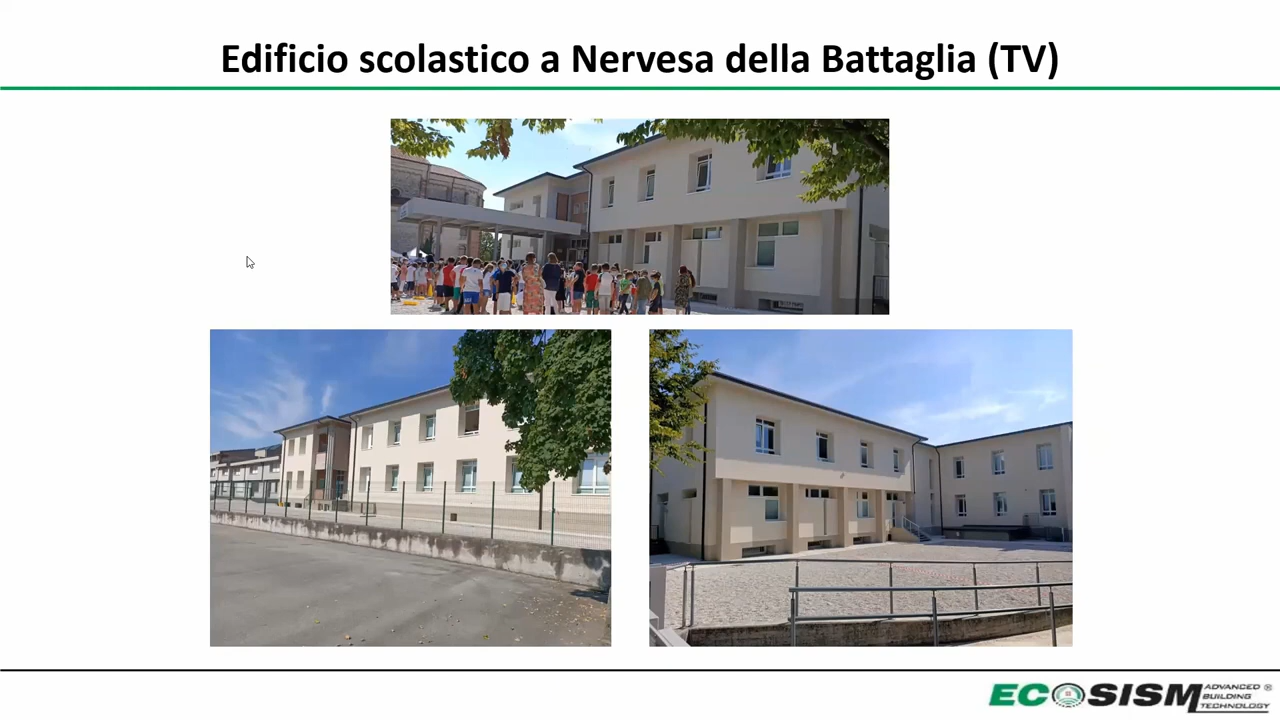 Edificio scolastico a Nervesa della Battaglia (TV)
ECOSISM ADVANCED ®
BUILDING
TECHNOLOGY